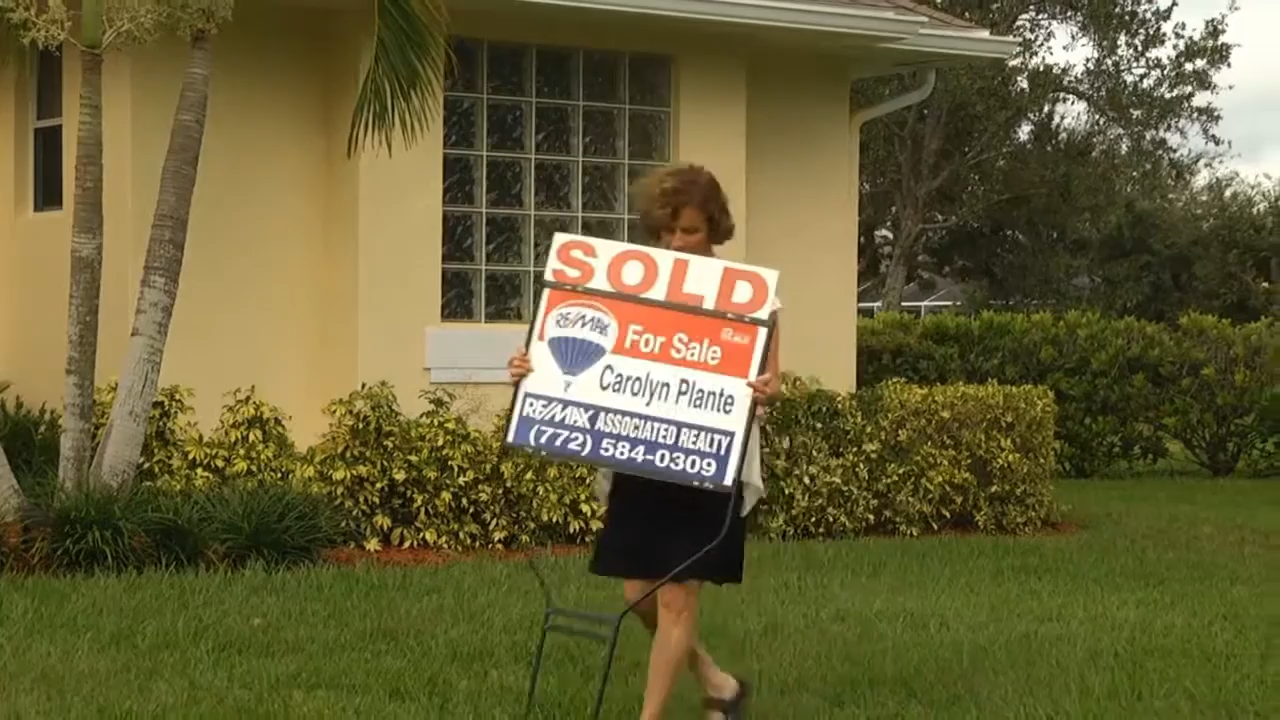 SOLD
RE/MAX
For Sale
Carolyn Plante
RE/MAX ASSOCIATED REALTY
(772) 584-0309